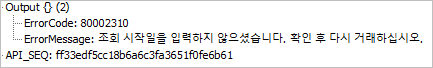 Output {} (2)
ErrorCode: 80002310
ErrorMessage: 조회 시작일을 입력하지 않으셨습니다. 확인 후 다시 거래하십시오.
API_SEQ: ff33edf5cc18b6a6c3fa3651f0fe6b61